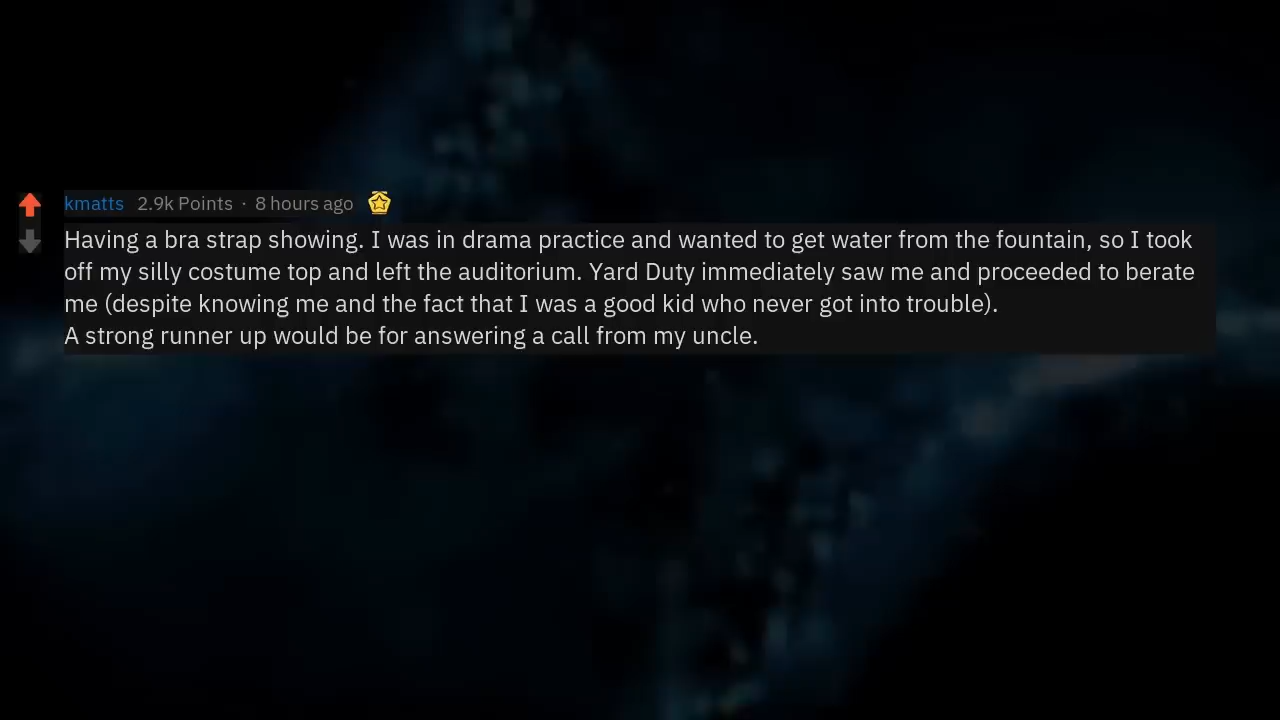 kmatts 2.9k Points · 8 hours ago
Having a bra strap showing. I was in drama practice and wanted to get water from the fountain, so I took
off my silly costume top and left the auditorium. Yard Duty immediately saw me and proceeded to berate
me (despite knowing me and the fact that I was a good kid who never got into trouble).
A strong runner up would be for answering a call from my uncle.